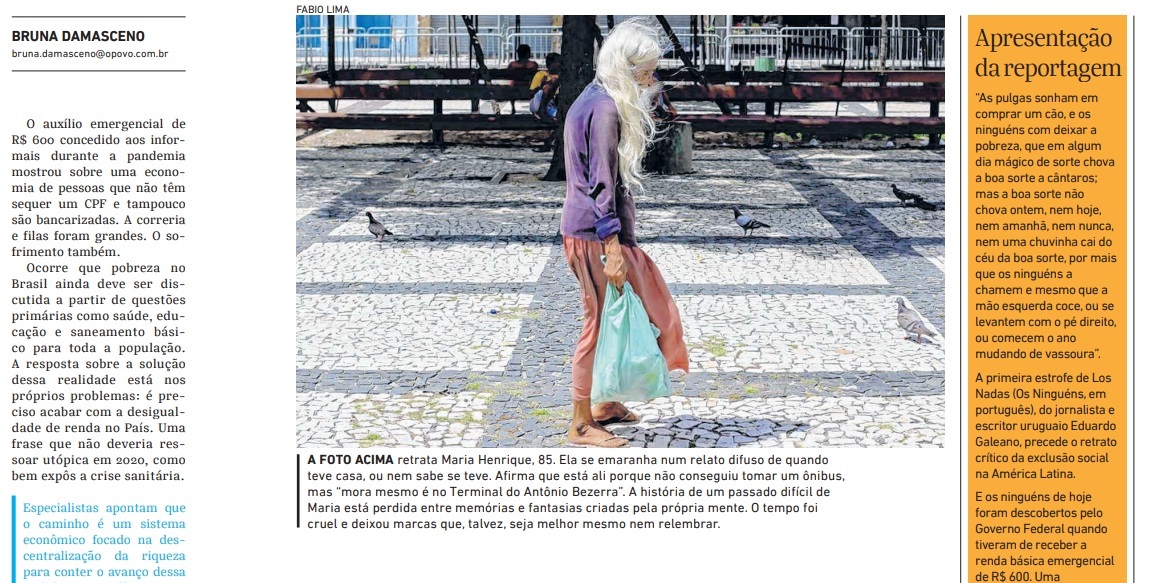 BRUNA DAMASCENO
bruna.damasceno@opovo.com.br
O auxílio emergencial de
R$ 600 concedido aos infor-
mais durante a pandemia
mostrou sobre uma econo-
mia de pessoas que não têm
sequer um CPF e tampouco
são bancarizadas. A correria
e filas foram grandes. O so-
frimento também.
Ocorre que pobreza no
Brasil ainda deve ser dis-
cutida a partir de questões
primárias como saúde, edu-
cação e saneamento bási-
co para toda a população.
A resposta sobre a solução
dessa realidade está nos
próprios problemas: é pre-
ciso acabar com a desigual-
dade de renda no País. Uma
frase que não deveria res-
soar utópica em 2020, como
bem expôs a crise sanitária.
Especialistas apontam que
o caminho é um sistema
econômico focado na des-
centralização da riqueza
para conter o avanço dessa
FABIO LIMA
A FOTO ACIMA retrata Maria Henrique, 85. Ela se emaranha num relato difuso de quando
teve casa, ou nem sabe se teve. Afirma que está ali porque não conseguiu tomar um ônibus,
mas "mora mesmo é no Terminal do Antônio Bezerra". A história de um passado difícil de
Maria está perdida entre memórias e fantasias criadas pela própria mente. O tempo foi
cruel e deixou marcas que, talvez, seja melhor mesmo nem relembrar.
Apresentação
da reportagem
"As pulgas sonham em
comprar um cão, e os
ninguéns com deixar a
pobreza, que em algum
dia mágico de sorte chova
a boa sorte a cântaros;
mas a boa sorte não
chova ontem, nem hoje,
nem amanhã, nem nunca,
nem uma chuvinha cai do
céu da boa sorte, por mais
que os ninguéns a
chamem e mesmo que a
mão esquerda coce, ou se
levantem com o pé direito,
ou comecem o ano
mudando de vassoura".
A primeira estrofe de Los
Nadas (Os Ninguéns, em
português), do jornalista e
escritor uruguaio Eduardo
Galeano, precede o retrato
crítico da exclusão social
na América Latina.
E os ninguéns de hoje
foram descobertos pelo
Governo Federal quando
tiveram de receber a
renda básica emergencial
de R$ 600. Uma